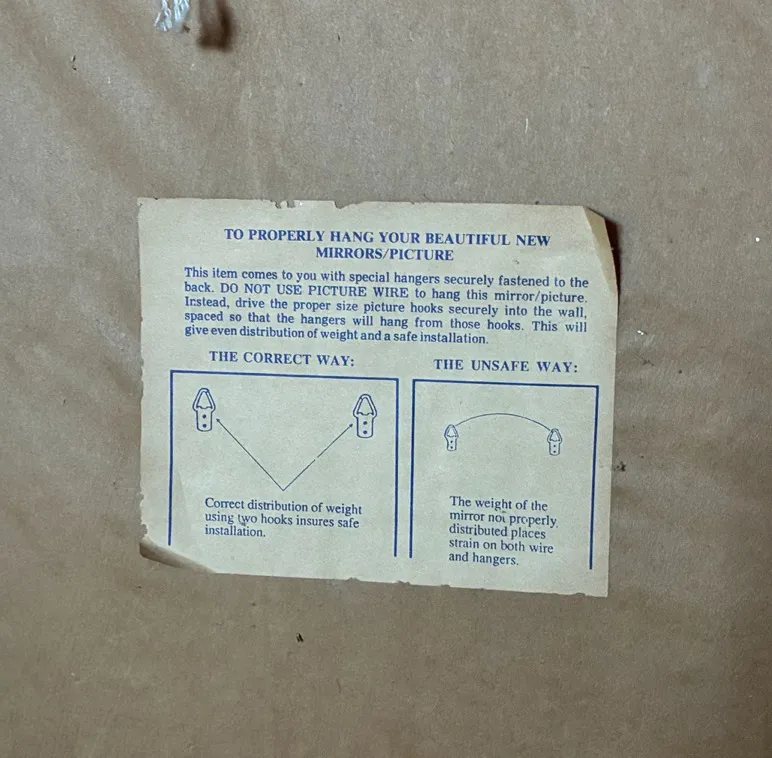 TO PROPERLY HANG YOUR BEAUTIFUL NEW
MIRRORS/PICTURE
This item comes to you with special hangers securely fastened to the
back. DO NOT USE PICTURE WIRE to hang this mirror/picture.
Instead, drive the proper size picture hooks securely into the wall,
spaced so that the hangers will hang from those hooks. This will
give even distribution of weight and a safe installation.
THE CORRECT WAY:
Correct distribution of weight
using two hooks insures safe
installation.
THE UNSAFE WAY:
The weight of the
mirror not properly
distributed places
strain on both wire
and hangers.